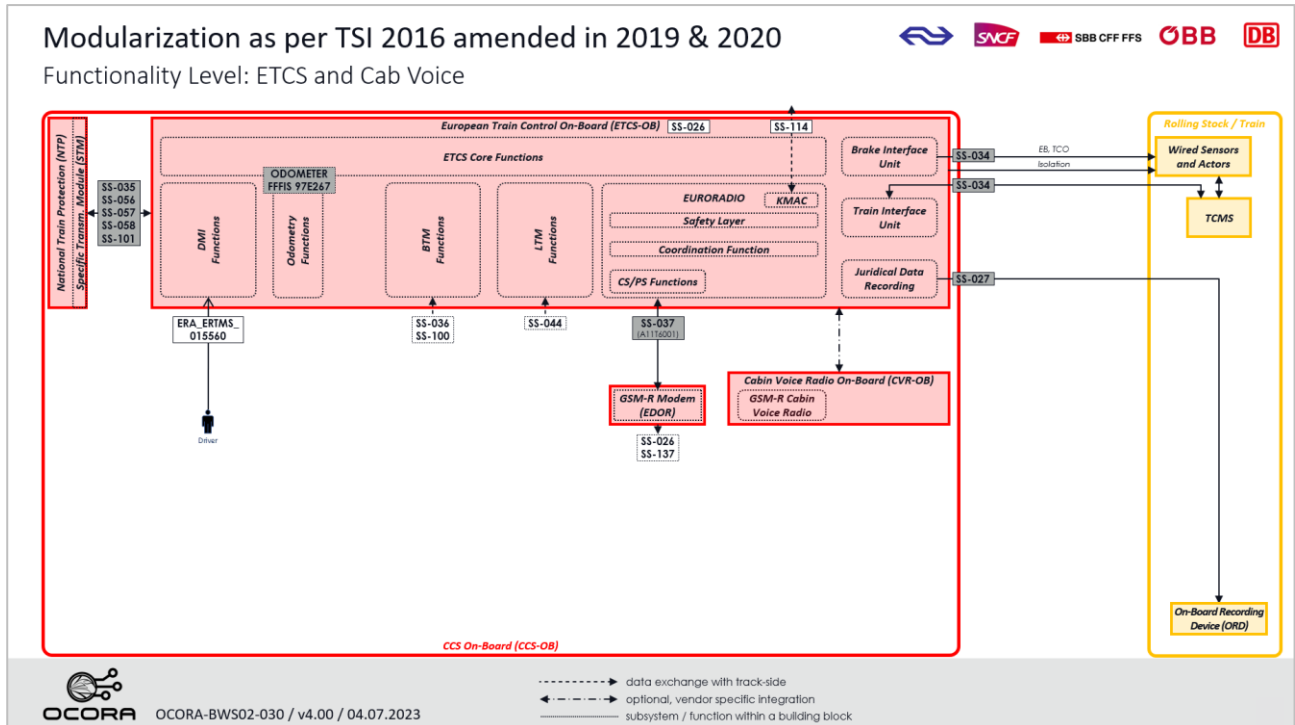 Modularization as per TSI 2016 amended in 2019 & 2020
SNCF
SBB CFF FFS
ÖBB
DB
Functionality Level: ETCS and Cab Voice
National Train Protection (NTP)
Specific Transm. Module (STM)
SS-035
SS-056
SS-057
SS-058
SS-101
European Train Control On-Board (ETCS-OB)
SS-026
SS-114
ETCS Core Functions
ODOMETER
FFFIS 97E267
DMI
Functions
Odometry
Functions
BTM
Functions
LTM
Functions
EURORADIO
KMAC
Safety Layer
Coordination Function
CS/PS Functions
Brake Interface
Unit
Train Interface
Unit
Juridical Data
Recording
SS-034
EB, TCO
Isolation
SS-034
SS-027
Rolling Stock / Train
Wired Sensors
and Actors
TCMS
ERA_ERTMS_
015560
SS-036
SS-100
SS-044
SS-037
(A11T6001)
Driver
GSM-R Modem
(EDOR)
SS-026
SS-137
Cabin Voice Radio On-Board (CVR-OB)
GSM-R Cabin
Voice Radio
On-Board Recording
Device (ORD)
CCS On-Board (CCS-OB)
OCORA
OCORA-BWS02-030 / v4.00 / 04.07.2023
data exchange with track-side
optional, vendor specific integration
subsystem / function within a building block